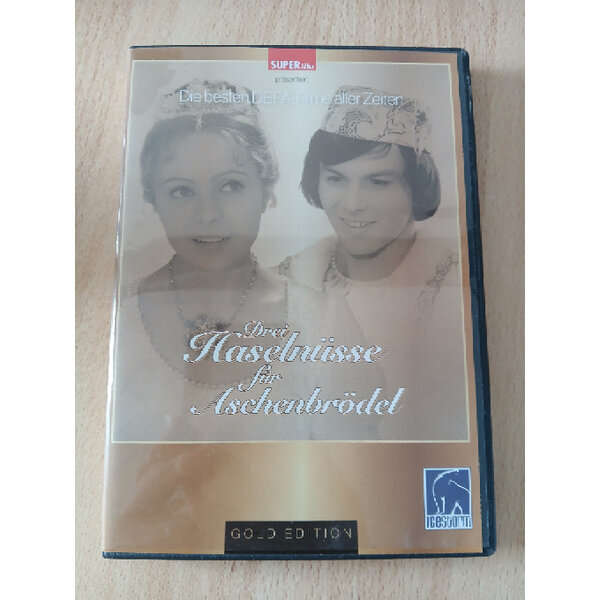 SUPER illu
präsentiert
Die besten DEFA-Filme aller Zeiten
Drei
Haselnüsse
für
Aschenbrödel
GOLD EDITION
icestorm